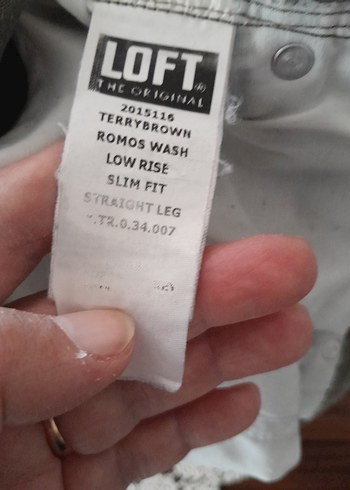 LOFT
THE ORIGINAL
2015116
TERRYBROWN
ROMOS WASH
LOW RISE
SLIM FIT
STRAIGHT LEG
.TR.0.34.007